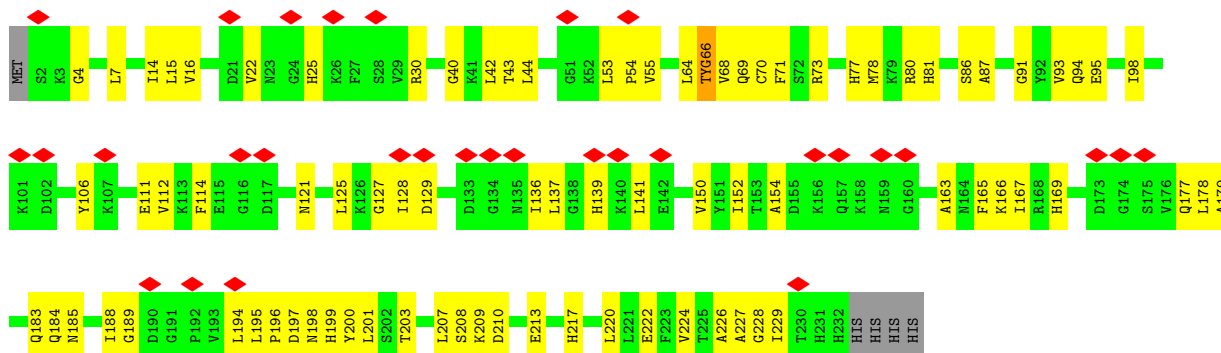 MET S2 K3 G4 L7 I14 L15 V16 D21 V22 N23 G24 H25 K26 F27 S28 V29 R30 G40 K41 L42 T43 L44 G51 K52 L53 P54 V55 L64 TYG66 V68 Q69 C70 F71 S72 R73 H77 M78 K79 R80 H81 S86 A87 G91 Y92 V93 Q94 E95 I98
K101 D102 Y106 K107 E111 V112 K113 F114 E115 G116 D117 N121 L125 K126 G127 I128 D129 D133 G134 N135 I136 L137 G138 H139 K140 L141 E142 V150 Y151 I152 T153 A154 D155 K156 Q157 K158 N159 G160 A163 N164 F165 K166 I167 R168 H169 D173 G174 S175 V176 Q177 L178
Q183 Q184 N185 I188 G189 D190 G191 P192 V193 L194 L195 P196 D197 N198 H199 Y200 L201 S202 T203 L207 S208 K209 D210 E213 H217 L220 L221 E222 F223 V224 T225 A226 A227 G228 I229 T230 H231 H232 HIS HIS HIS HIS